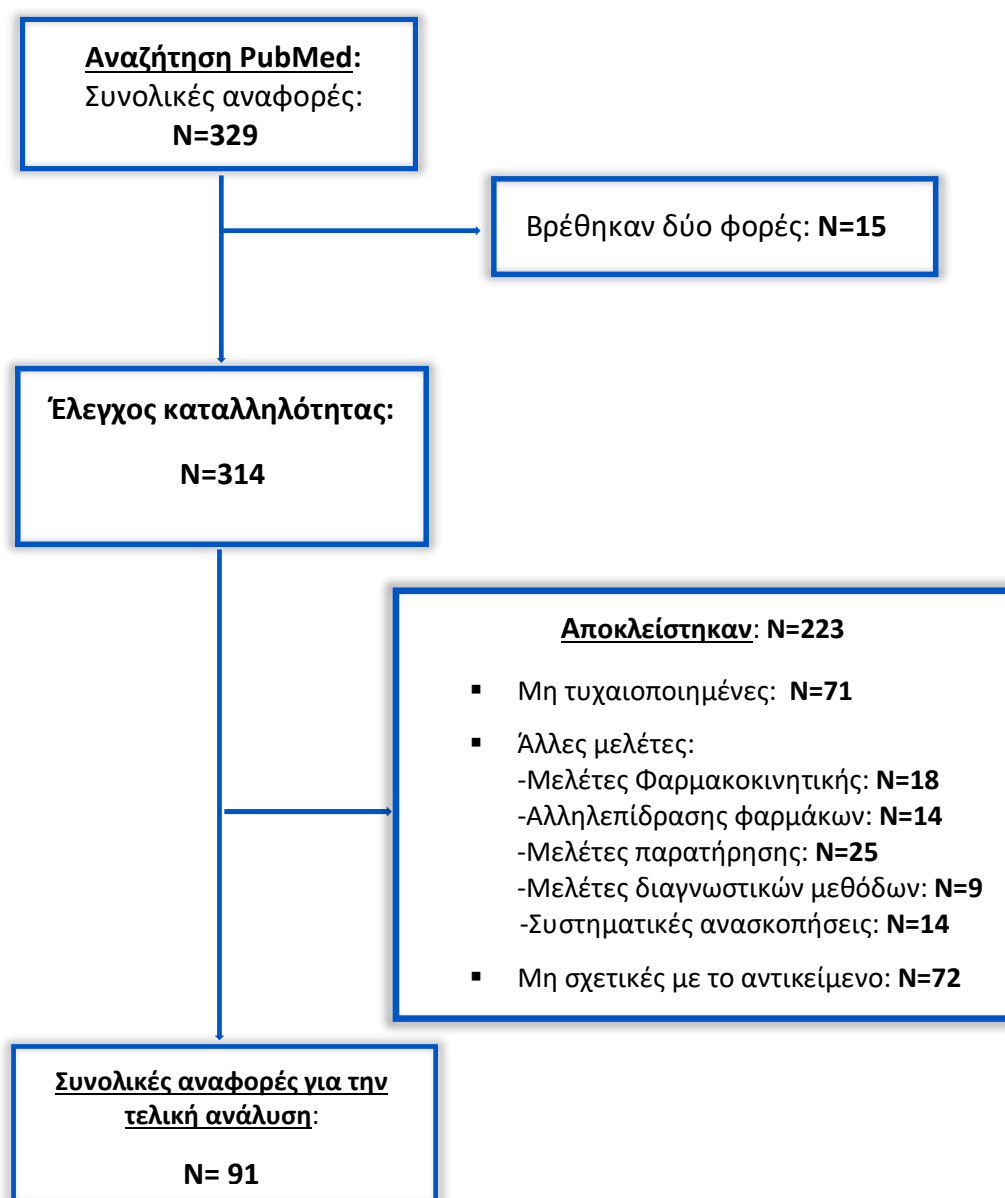 Αναζήτηση PubMed:
Συνολικές αναφορές:
N=329
Βρέθηκαν δύο φορές: N=15
Έλεγχος καταλληλότητας:
N=314
Αποκλείστηκαν: N=223
▪ Μη τυχαιοποιημένες: N=71
▪ Άλλες μελέτες:
-Μελέτες Φαρμακοκινητικής: N=18
-Αλληλεπίδρασης φαρμάκων: N=14
-Μελέτες παρατήρησης: N=25
-Μελέτες διαγνωστικών μεθόδων: N=9
-Συστηματικές ανασκοπήσεις: N=14
▪ Μη σχετικές με το αντικείμενο: N=72
Συνολικές αναφορές για την
τελική ανάλυση:
N= 91